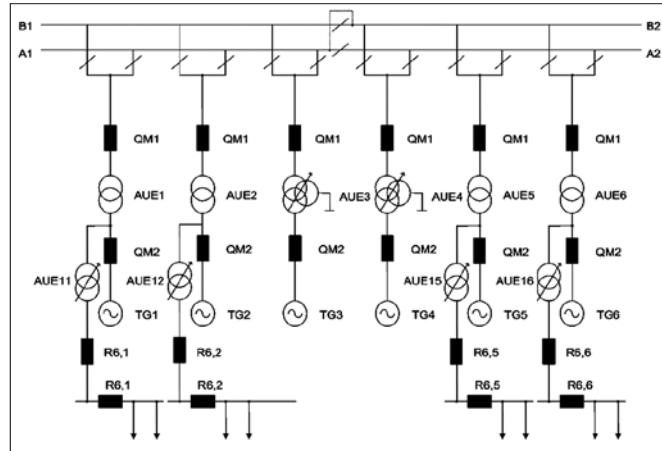 B1 B2
A1 A2
QM1 QM1 QM1 QM1 QM1 QM1
AUE1 AUE2 AUE3 AUE4 AUE5 AUE6
QM2 QM2 QM2 QM2 QM2 QM2
AUE11 AUE12 AUE15 AUE16
TG1 TG2 TG3 TG4 TG5 TG6
R6,1 R6,2 R6,5 R6,6
R6,1 R6,2 R6,5 R6,6